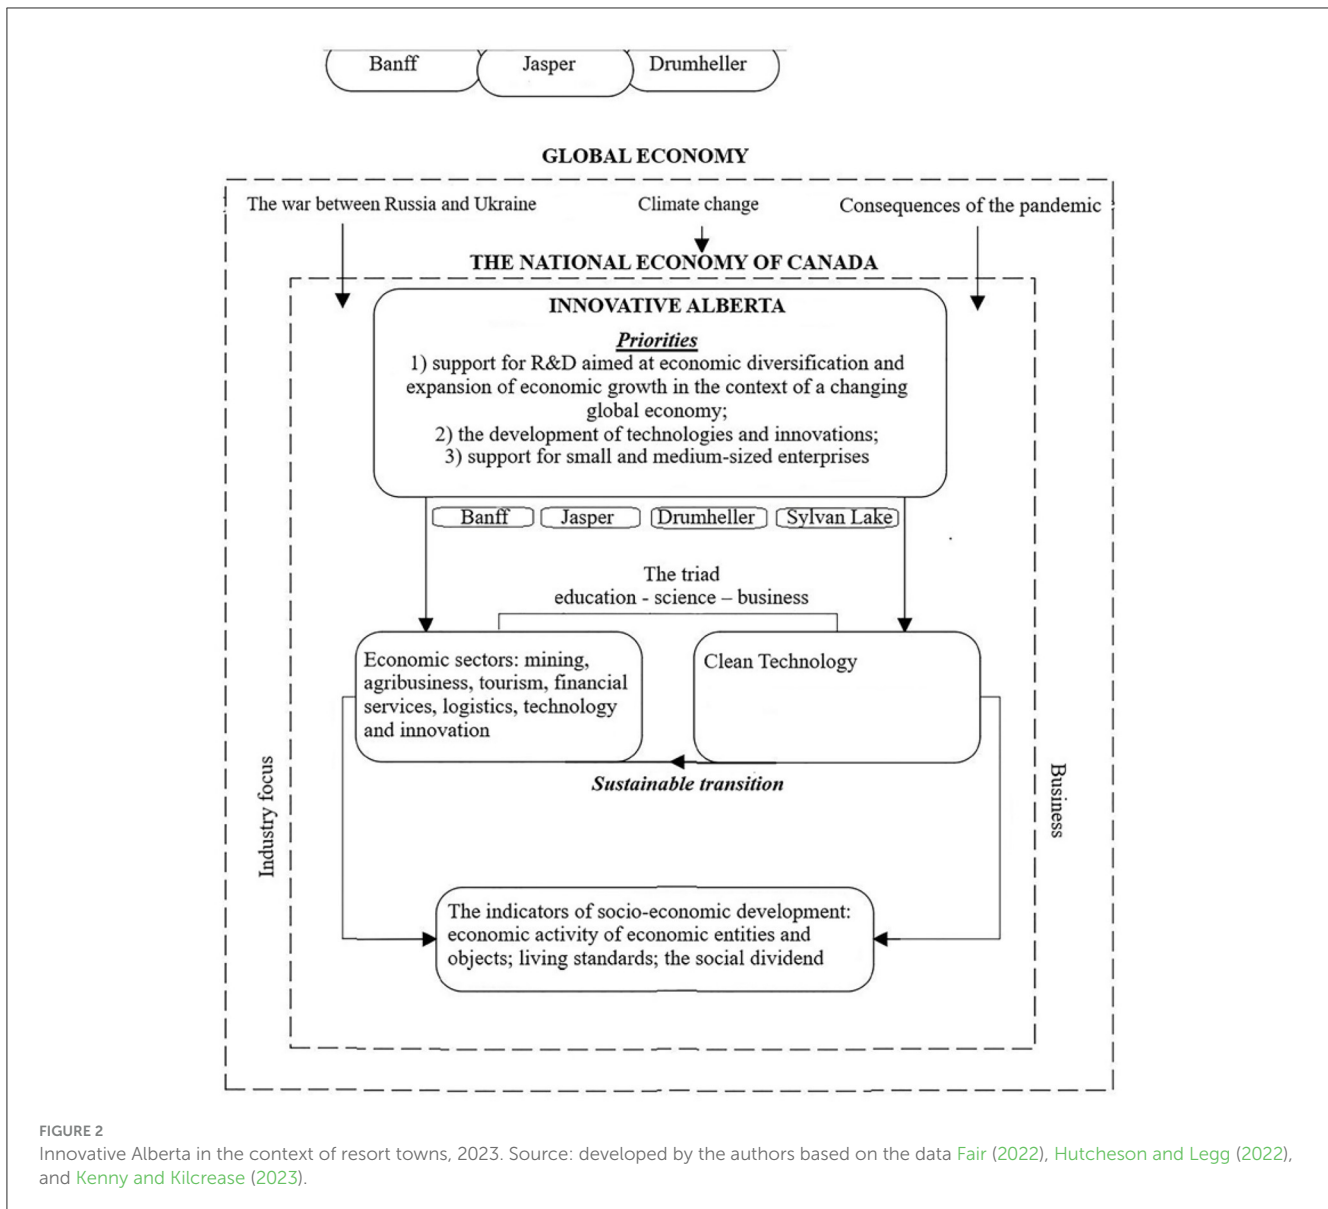 Banff
Jasper
Drumheller
GLOBAL ECONOMY
The war between Russia and Ukraine
Climate change
Consequences of the pandemic
THE NATIONAL ECONOMY OF CANADA
INNOVATIVE ALBERTA
Priorities
1) support for R&D aimed at economic diversification and
expansion of economic growth in the context of a changing
global economy;
2) the development of technologies and innovations;
3) support for small and medium-sized enterprises
Banff
Jasper
Drumheller
Sylvan Lake
The triad
education - science – business
Economic sectors: mining,
agribusiness, tourism, financial
services, logistics, technology
and innovation
Clean Technology
Sustainable transition
Industry focus
Business
The indicators of socio-economic development:
economic activity of economic entities and
objects; living standards; the social dividend
FIGURE 2
Innovative Alberta in the context of resort towns, 2023. Source: developed by the authors based on the data Fair (2022), Hutcheson and Legg (2022),
and Kenny and Kilcrease (2023).